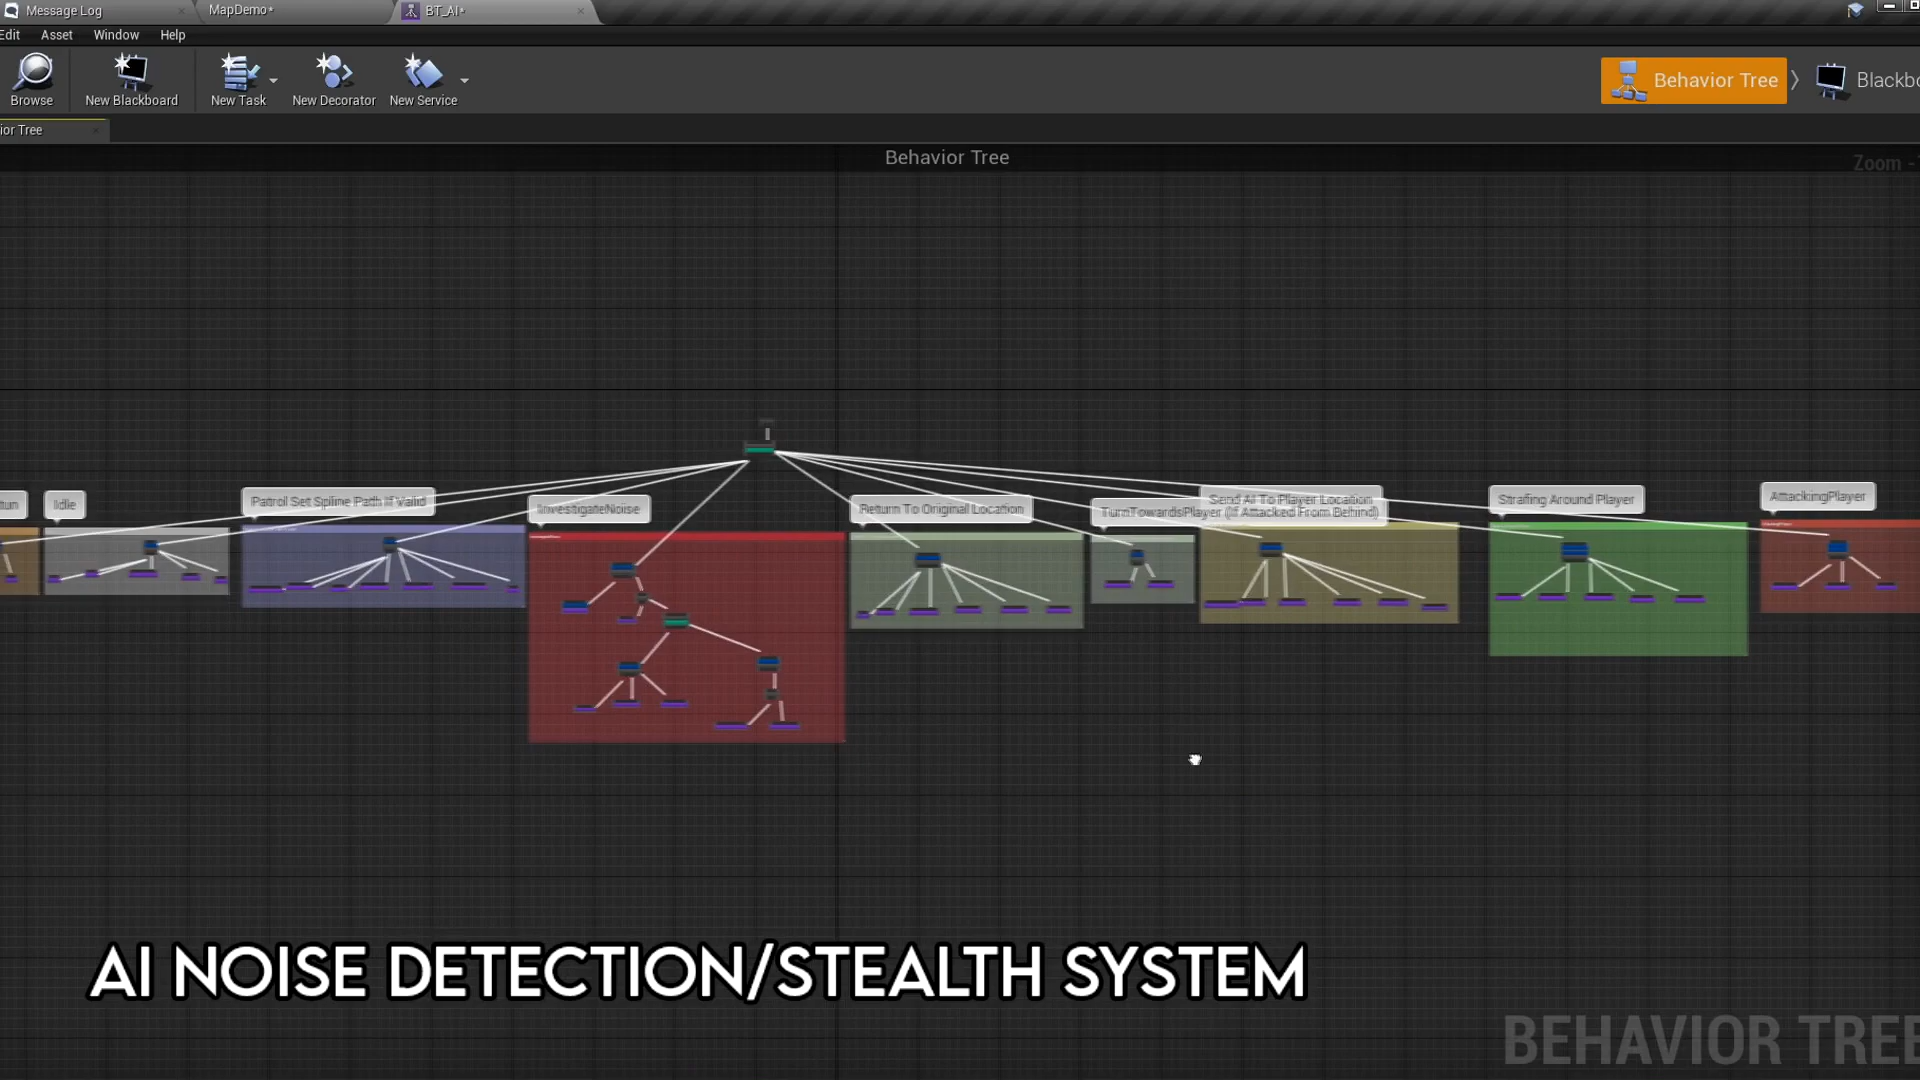 Message Log
MapDemo*
BT_AI*
Edit Asset Window Help
Browse
New Blackboard
New Task
New Decorator
New Service
Behavior Tree
ior Tree
Behavior Tree
Zoom -
Idle
Patrol Set Spline Path If Valid
InvestigateNoise
Return To Original Location
Send AI To Player Location
TurnTowardsPlayer (If Attacked From Behind)
Strafing Around Player
AttackingPlayer
AI NOISE DETECTION/STEALTH SYSTEM
BEHAVIOR TREE